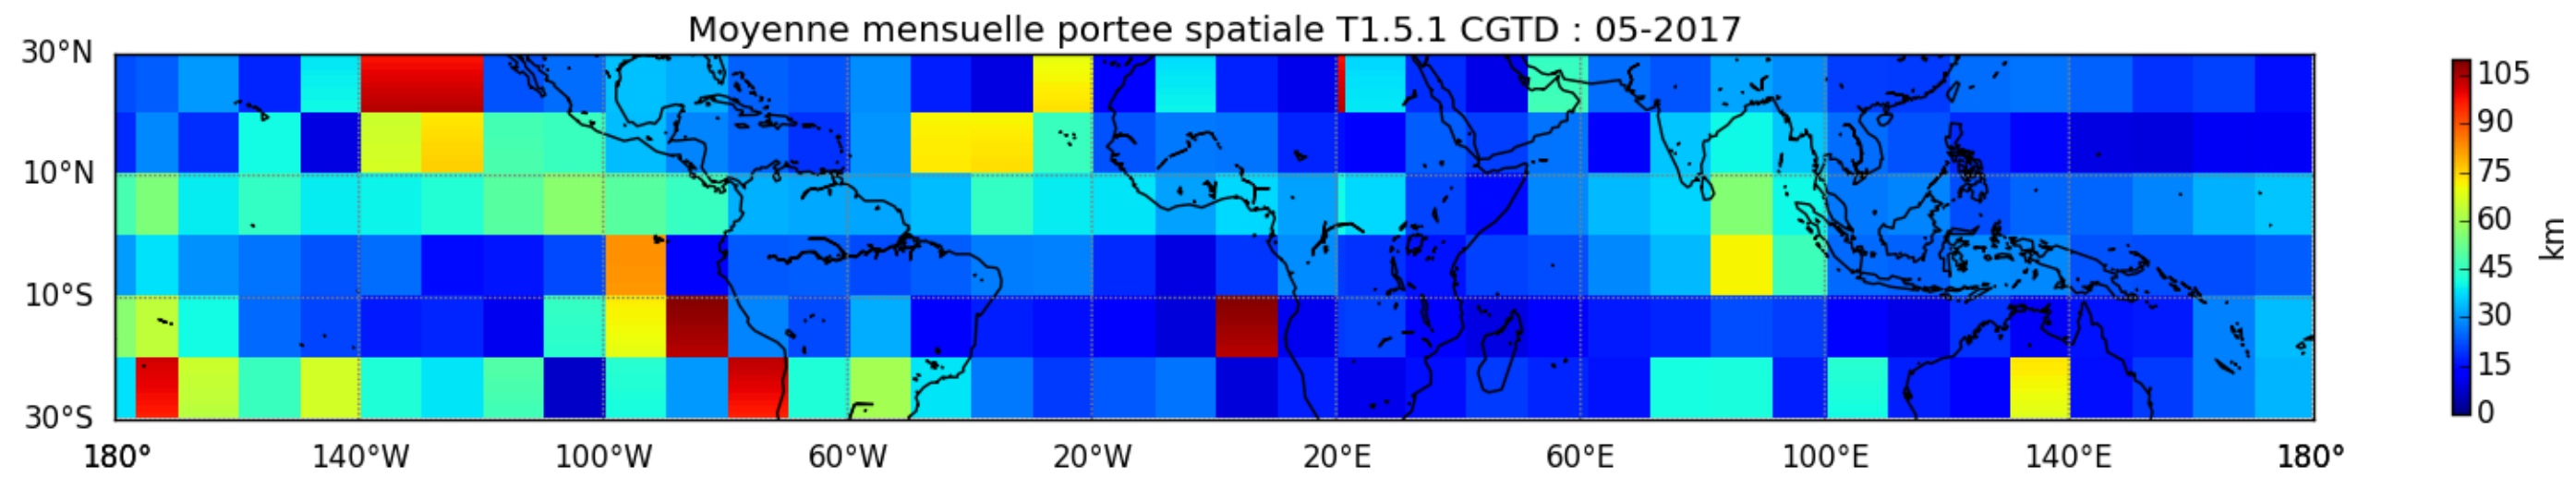 Moyenne mensuelle portee spatiale T1.5.1 CGTD : 05-2017
30°N
10°N
10°S
30°S
180° 140°W 100°W 60°W 20°W 20°E 60°E 100°E 140°E 180°
105
90
75
60
45
30
15
0
km